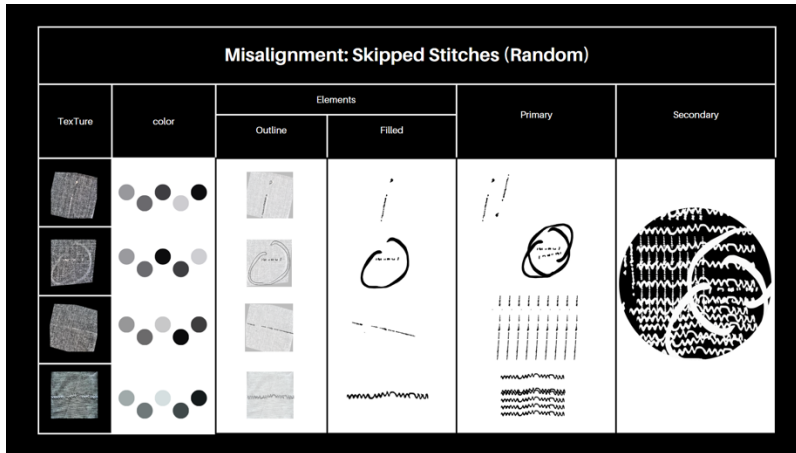 Misalignment: Skipped Stitches (Random)
TexTure
color
Elements
Outline
Filled
Primary
Secondary